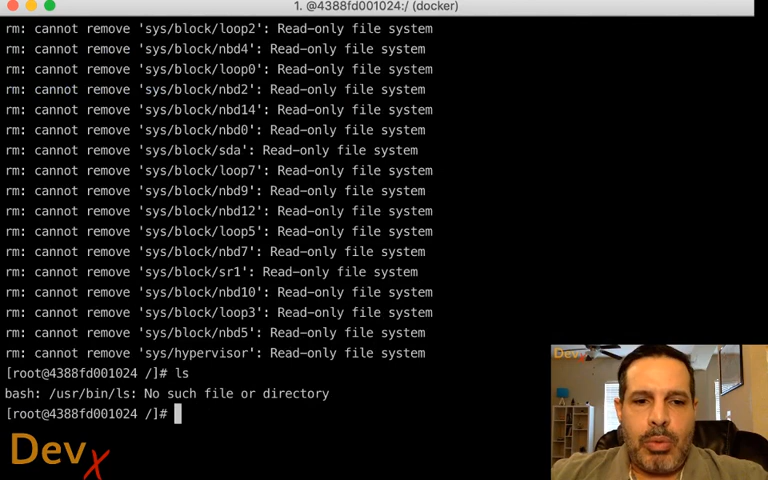 1. @4388fd001024:/ (docker)
rm: cannot remove 'sys/block/loop2': Read-only file system
rm: cannot remove 'sys/block/nbd4': Read-only file system
rm: cannot remove 'sys/block/loop0': Read-only file system
rm: cannot remove 'sys/block/nbd2': Read-only file system
rm: cannot remove 'sys/block/nbd14': Read-only file system
rm: cannot remove 'sys/block/nbd0': Read-only file system
rm: cannot remove 'sys/block/sda': Read-only file system
rm: cannot remove 'sys/block/loop7': Read-only file system
rm: cannot remove 'sys/block/nbd9': Read-only file system
rm: cannot remove 'sys/block/nbd12': Read-only file system
rm: cannot remove 'sys/block/loop5': Read-only file system
rm: cannot remove 'sys/block/nbd7': Read-only file system
rm: cannot remove 'sys/block/sr1': Read-only file system
rm: cannot remove 'sys/block/nbd10': Read-only file system
rm: cannot remove 'sys/block/loop3': Read-only file system
rm: cannot remove 'sys/block/nbd5': Read-only file system
rm: cannot remove 'sys/hypervisor': Read-only file system
[root@4388fd001024 /]# ls
bash: /usr/bin/ls: No such file or directory
[root@4388fd001024 /]#
Devx
Devx